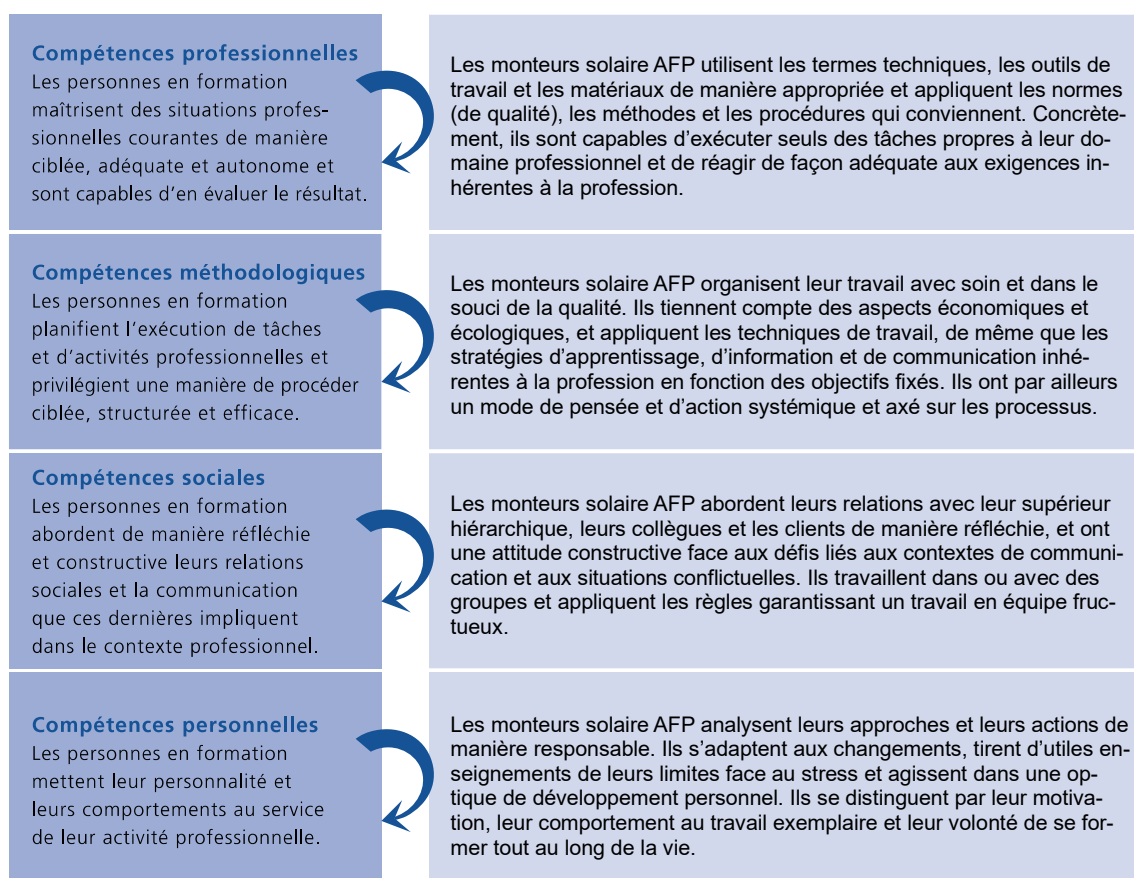 Compétences professionnelles
Les personnes en formation
maîtrisent des situations profes-
sionnelles courantes de manière
ciblée, adéquate et autonome et
sont capables d'en évaluer le résultat.
Les monteurs solaire AFP utilisent les termes techniques, les outils de
travail et les matériaux de manière appropriée et appliquent les normes
(de qualité), les méthodes et les procédures qui conviennent. Concrète-
ment, ils sont capables d'exécuter seuls des tâches propres à leur do-
maine professionnel et de réagir de façon adéquate aux exigences in-
hérentes à la profession.
Compétences méthodologiques
Les personnes en formation
planifient l'exécution de tâches
et d'activités professionnelles et
privilégient une manière de procéder
ciblée, structurée et efficace.
Les monteurs solaire AFP organisent leur travail avec soin et dans le
souci de la qualité. Ils tiennent compte des aspects économiques et
écologiques, et appliquent les techniques de travail, de même que les
stratégies d'apprentissage, d'information et de communication inhé-
rentes à la profession en fonction des objectifs fixés. Ils ont par ailleurs
un mode de pensée et d'action systémique et axé sur les processus.
Compétences sociales
Les personnes en formation
abordent de manière réfléchie
et constructive leurs relations
sociales et la communication
que ces dernières impliquent
dans le contexte professionnel.
Les monteurs solaire AFP abordent leurs relations avec leur supérieur
hiérarchique, leurs collègues et les clients de manière réfléchie, et ont
une attitude constructive face aux défis liés aux contextes de communi-
cation et aux situations conflictuelles. Ils travaillent dans ou avec des
groupes et appliquent les règles garantissant un travail en équipe fruc-
tueux.
Compétences personnelles
Les personnes en formation
mettent leur personnalité et
leurs comportements au service
de leur activité professionnelle.
Les monteurs solaire AFP analysent leurs approches et leurs actions de
manière responsable. Ils s'adaptent aux changements, tirent d'utiles en-
seignements de leurs limites face au stress et agissent dans une op-
tique de développement personnel. Ils se distinguent par leur motiva-
tion, leur comportement au travail exemplaire et leur volonté de se for-
mer tout au long de la vie.